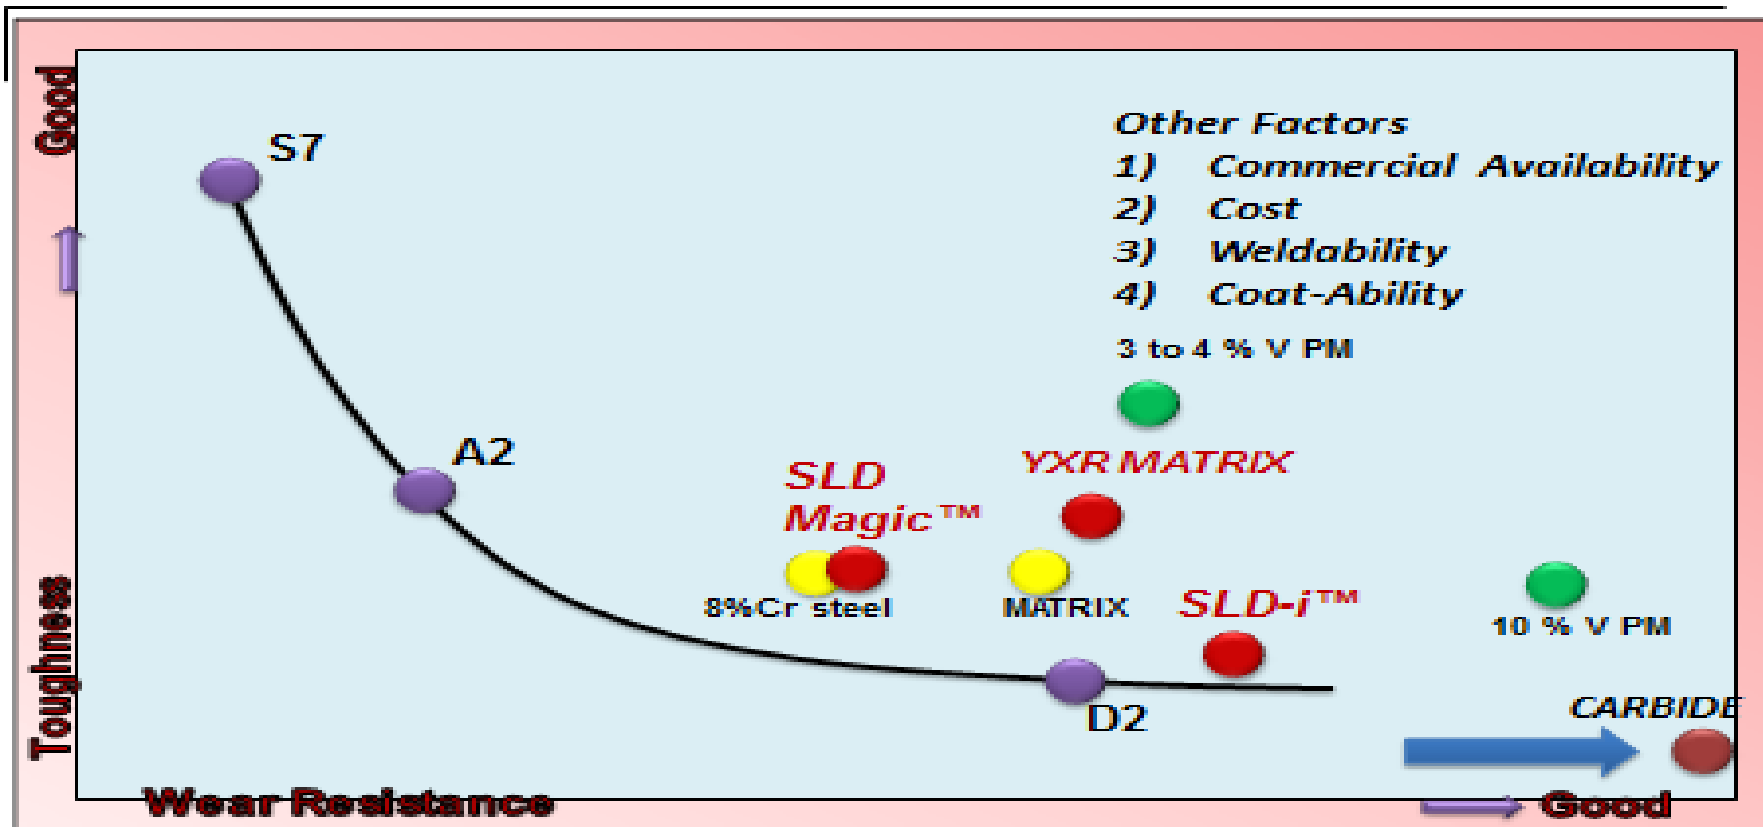 Good
S7
Other Factors
1) Commercial Availability
2) Cost
3) Weldability
4) Coat-Ability
3 to 4 % V PM
A2
SLD
Magic™
YXR MATRIX
8%Cr steel
MATRIX
SLD-i™
10 % V PM
Toughness
D2
CARBIDE
Wear Resistance
Good